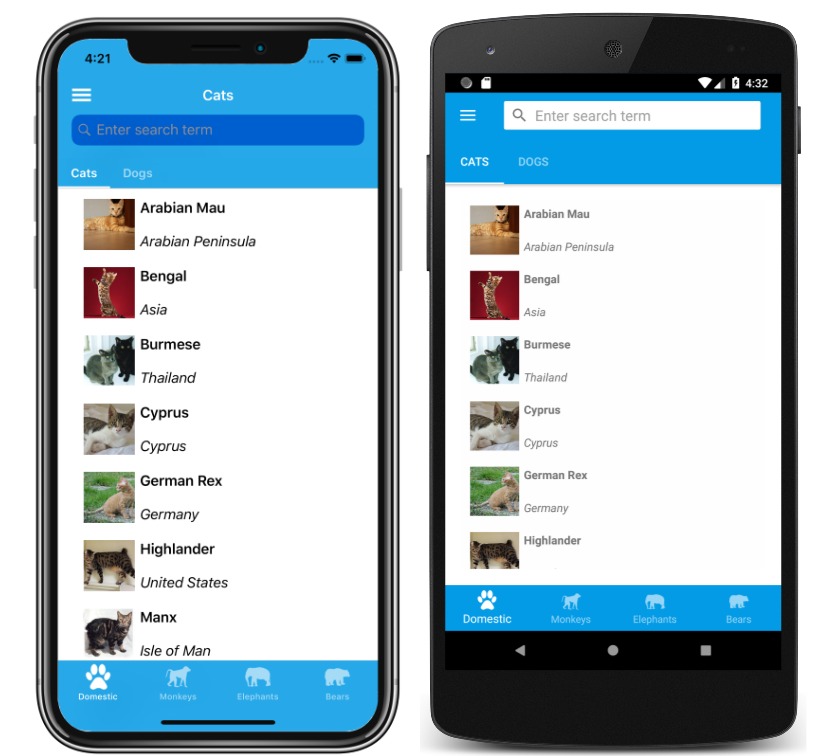 4:21
Cats
Enter search term
Cats Dogs
Arabian Mau
Arabian Peninsula
Bengal
Asia
Burmese
Thailand
Cyprus
Cyprus
German Rex
Germany
Highlander
United States
Manx
Isle of Man
Domestic Monkeys Elephants Bears
4:32
Enter search term
CATS DOGS
Arabian Mau
Arabian Peninsula
Bengal
Asia
Burmese
Thailand
Cyprus
Cyprus
German Rex
Germany
Highlander
Domestic Monkeys Elephants Bears